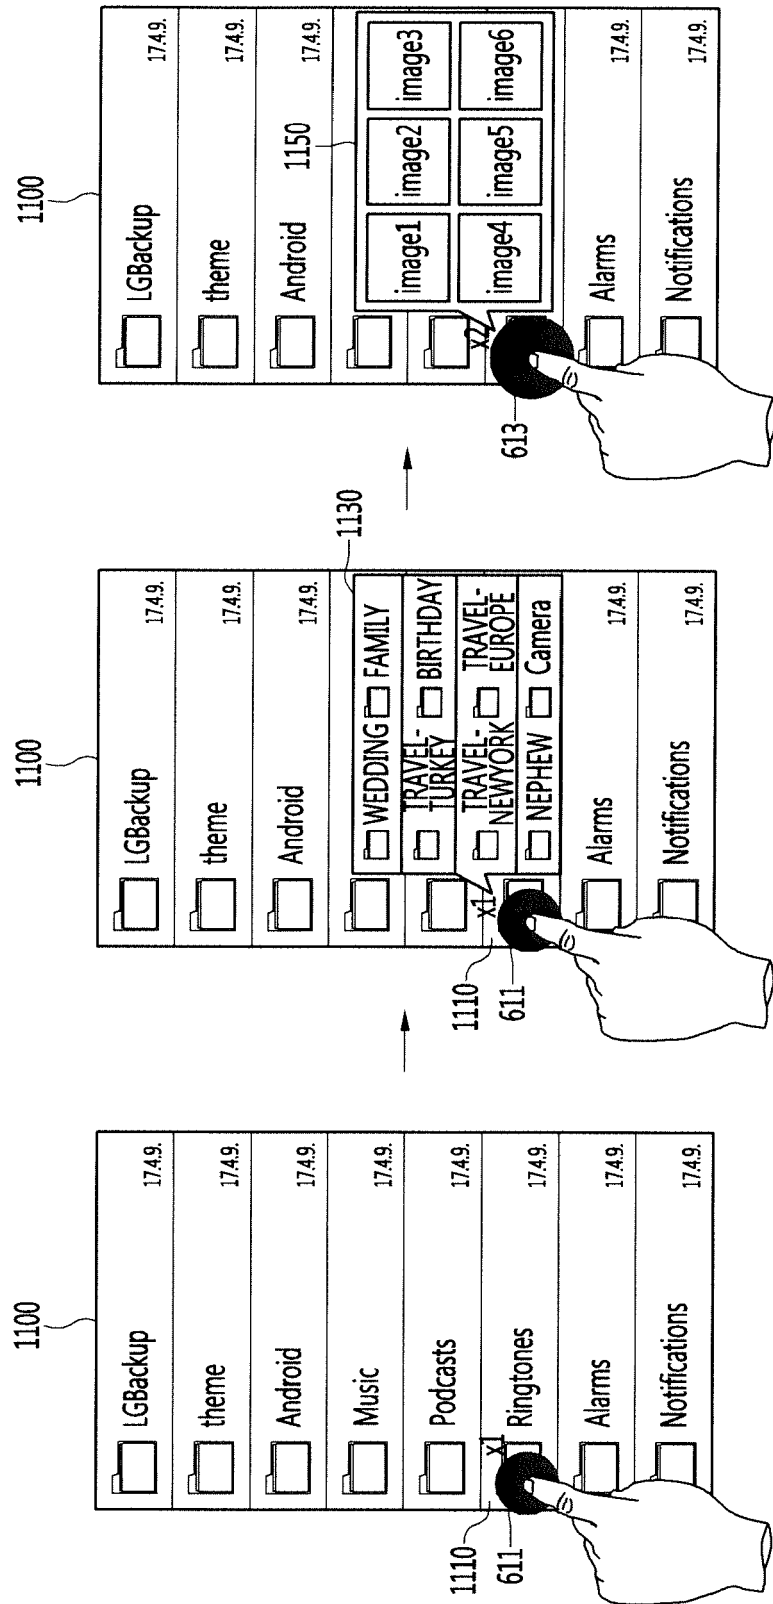 1100
LGBackup 17.4.9.
theme 17.4.9.
Android 17.4.9.
Music 17.4.9.
Podcasts 17.4.9.
1110
x1
Ringtones 17.4.9.
611
Alarms 17.4.9.
Notifications 17.4.9.
1100
LGBackup 17.4.9.
theme 17.4.9.
Android 17.4.9.
1130
WEDDING FAMILY
TRAVEL-
TURKEY BIRTHDAY
TRAVEL- TRAVEL-
NEWYORK EUROPE
NEPHEW Camera
1110
x1
611
Alarms 17.4.9.
Notifications 17.4.9.
1100
LGBackup 17.4.9.
theme 17.4.9.
Android 17.4.9.
1150
image1 image2 image3
image4 image5 image6
x2
613
Alarms 17.4.9.
Notifications 17.4.9.